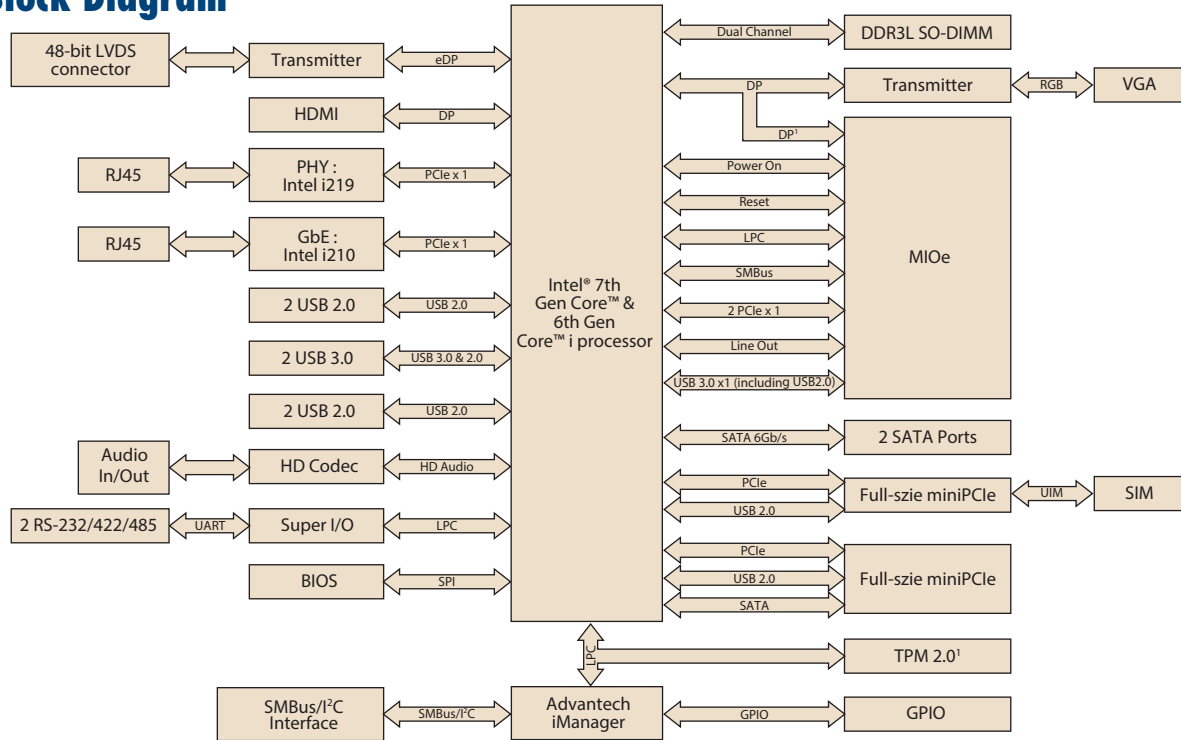 Block Diagram
48-bit LVDS
connector
Transmitter
eDP
HDMI
DP
RJ45
PHY :
Intel i219
PCIe x 1
RJ45
GbE :
Intel i210
PCIe x 1
2 USB 2.0
USB 2.0
2 USB 3.0
USB 3.0 & 2.0
2 USB 2.0
USB 2.0
Audio
In/Out
HD Codec
HD Audio
2 RS-232/422/485
UART
Super I/O
LPC
BIOS
SPI
Intel® 7th
Gen Core™ &
6th Gen
Core™ i processor
Dual Channel
DDR3L SO-DIMM
DP
Transmitter
RGB
VGA
DP¹
Power On
Reset
LPC
SMBus
2 PCIe x 1
Line Out
USB 3.0 x1 (including USB2.0)
MIOe
SATA 6Gb/s
2 SATA Ports
PCIe
USB 2.0
Full-szie miniPCIe
UIM
SIM
PCIe
USB 2.0
SATA
Full-szie miniPCIe
LPC
TPM 2.0¹
SMBus/I²C
Interface
SMBus/I²C
Advantech
iManager
GPIO
GPIO